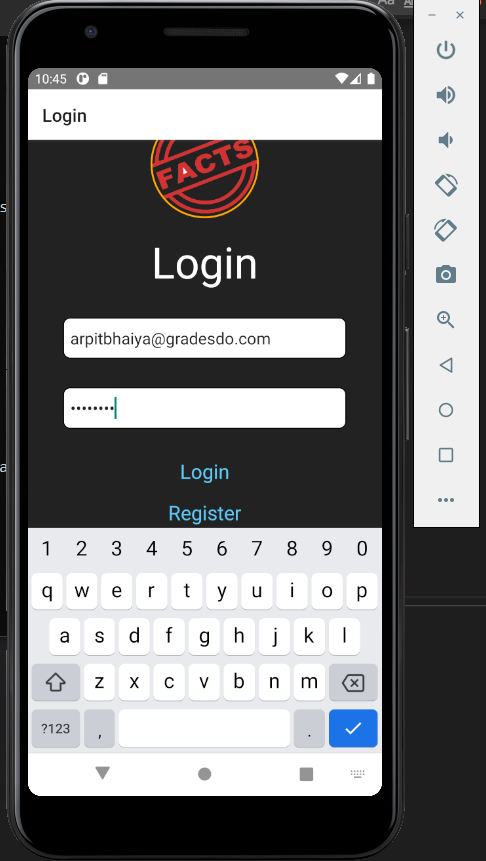 10:45
Login
FACTS
Login
arpitbhaiya@gradesdo.com
••••••••
Login
Register
1 2 3 4 5 6 7 8 9 0
q w e r t y u i o p
a s d f g h j k l
z x c v b n m
?123 , .